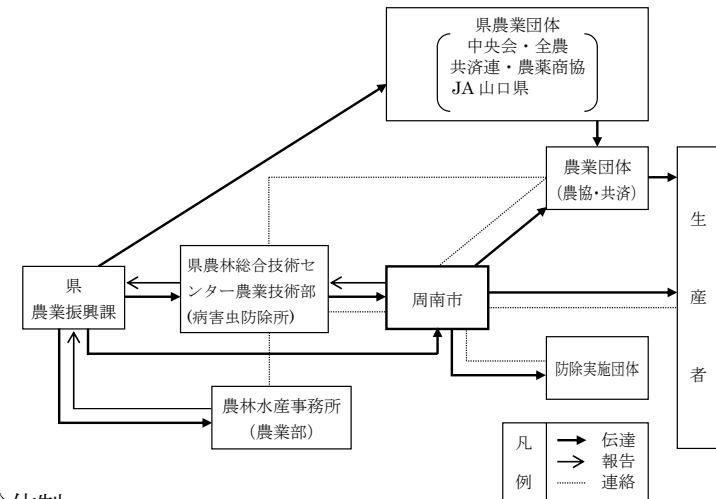 県農業団体
中央会・全農
共済連・農薬商協
JA 山口県
農業団体
(農協・共済)
生産者
県農林総合技術セ
ンター農業技術部
(病害虫防除所)
県
農業振興課
周南市
防除実施団体
農林水産事務所
(農業部)
凡例
伝達
報告
連絡